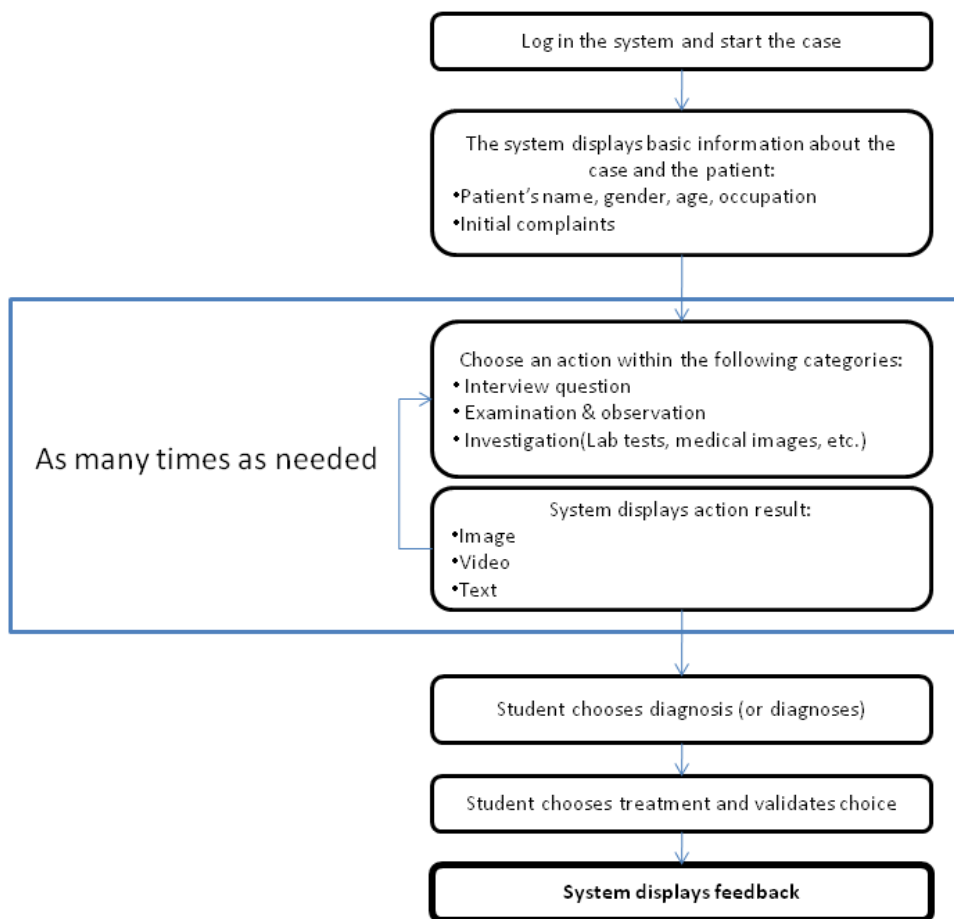 Log in the system and start the case
The system displays basic information about the
case and the patient:
•Patient's name, gender, age, occupation
•Initial complaints
Choose an action within the following categories:
• Interview question
• Examination & observation
• Investigation(Lab tests, medical images, etc.)
As many times as needed
System displays action result:
•Image
•Video
•Text
Student chooses diagnosis (or diagnoses)
Student chooses treatment and validates choice
System displays feedback